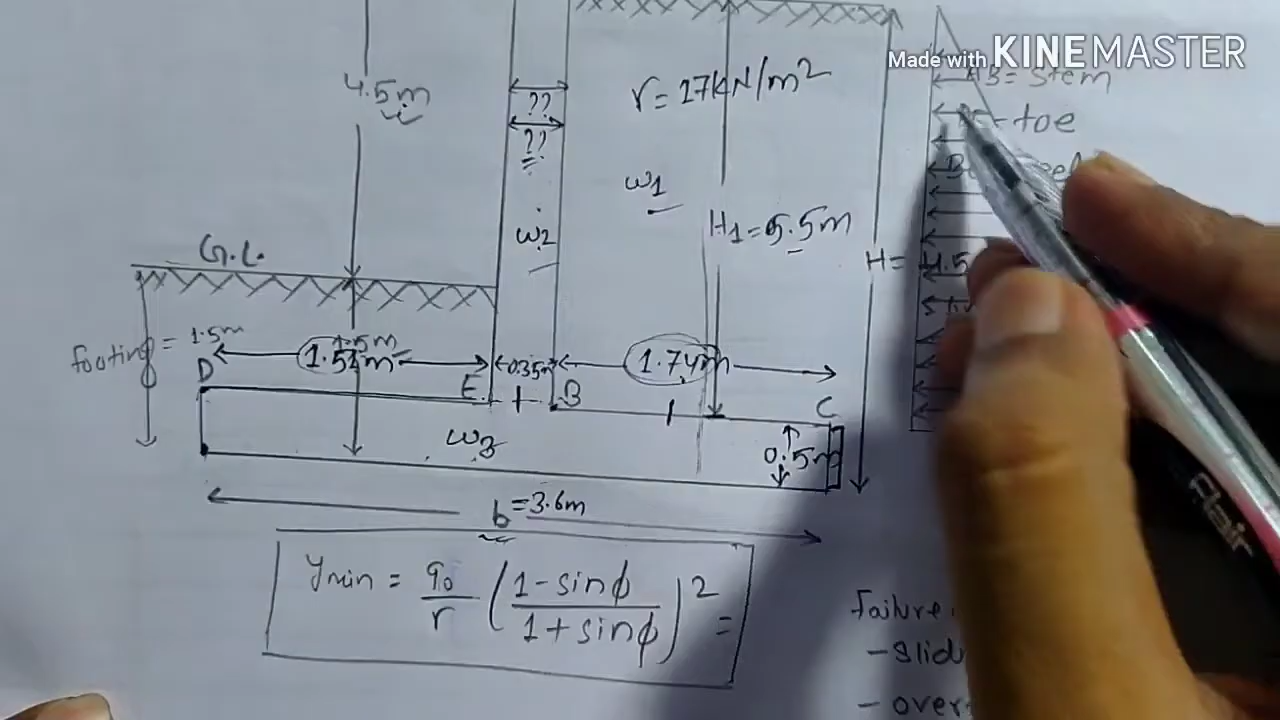 Made with KINEMASTER
4.5m
??
??
r = 17kN/m²
AB = Stem
toe
w1
w2
H1 = 5.5m
H =
G.L.
footing = 1.5m
1.5m
D
E
0.35m
B
1.74m
C
w3
0.5m
b = 3.6m
ymin = q0/r (1 - sinϕ / 1 + sinϕ)² =
Failure
- Slid
- over
Flair